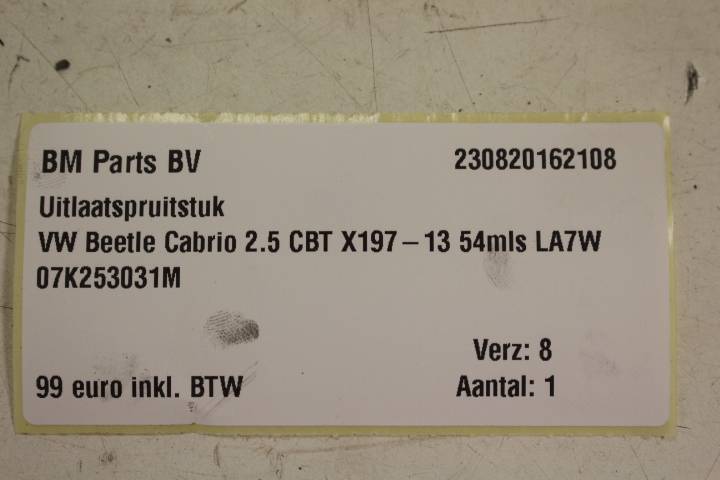 BM Parts BV 230820162108
Uitlaatspruitstuk
VW Beetle Cabrio 2.5 CBT X197 – 13 54mls LA7W
07K253031M
Verz: 8
99 euro inkl. BTW Aantal: 1